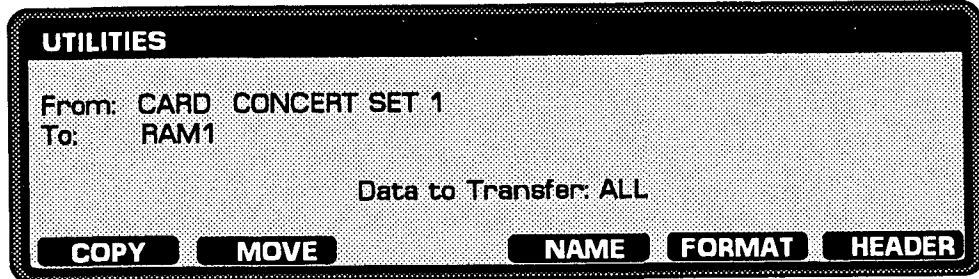 UTILITIES
From: CARD CONCERT SET 1
To: RAM1
Data to Transfer: ALL
COPY MOVE NAME FORMAT HEADER